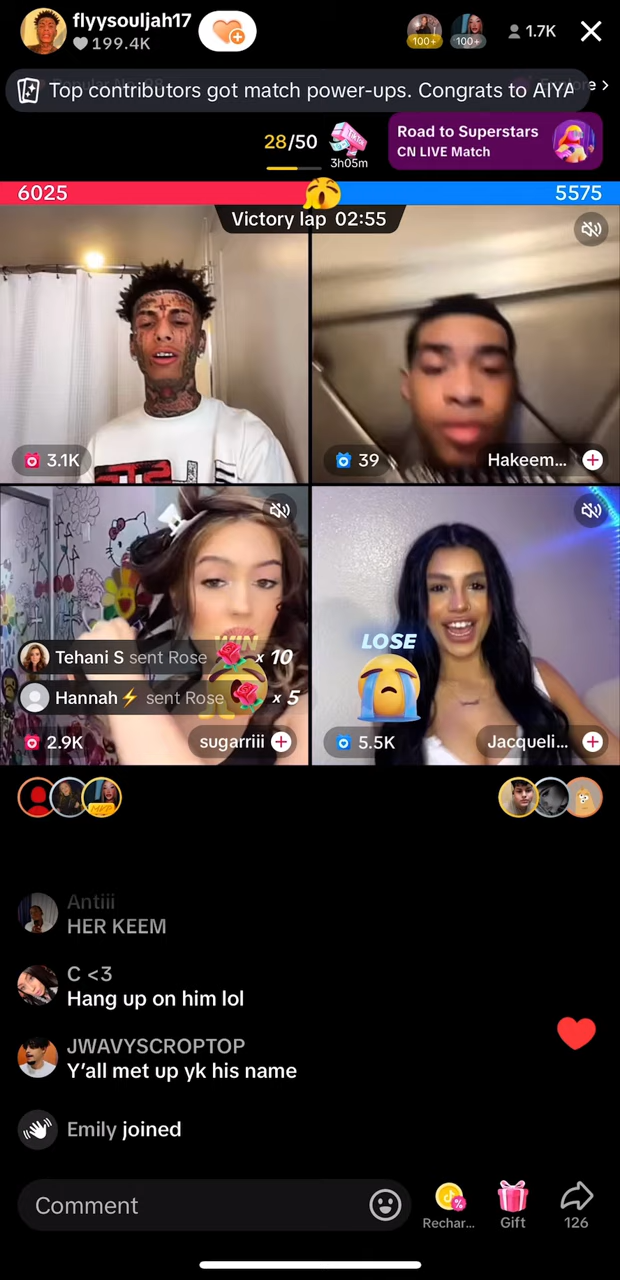 flyysouljah17
199.4K
100+
100+
1.7K
Top contributors got match power-ups. Congrats to AIYA
28/50
3h05m
Road to Superstars
CN LIVE Match
6025
5575
Victory lap 02:55
3.1K
39
Hakeem...
WIN
LOSE
Tehani S sent Rose x 10
Hannah⚡ sent Rose x 5
2.9K
sugarriii
5.5K
Jacqueli...
Antiii
HER KEEM
C <3
Hang up on him lol
JWAVYSCROPTOP
Y'all met up yk his name
Emily joined
Comment
Rechar...
Gift
126